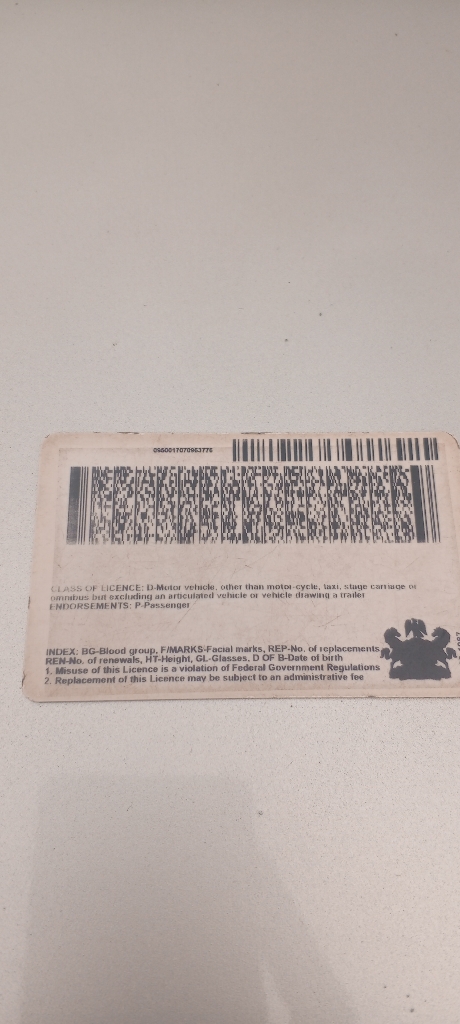 0960017070963776
CLASS OF LICENCE: D-Motor vehicle, other than motor-cycle, taxi, stage carriage or
omnibus but excluding an articulated vehicle or vehicle drawing a trailer
ENDORSEMENTS: P-Passenger
INDEX: BG-Blood group, F/MARKS-Facial marks, REP-No. of replacements,
REN-No. of renewals, HT-Height, GL-Glasses, D OF B-Date of birth
1. Misuse of this Licence is a violation of Federal Government Regulations
2. Replacement of this Licence may be subject to an administrative fee